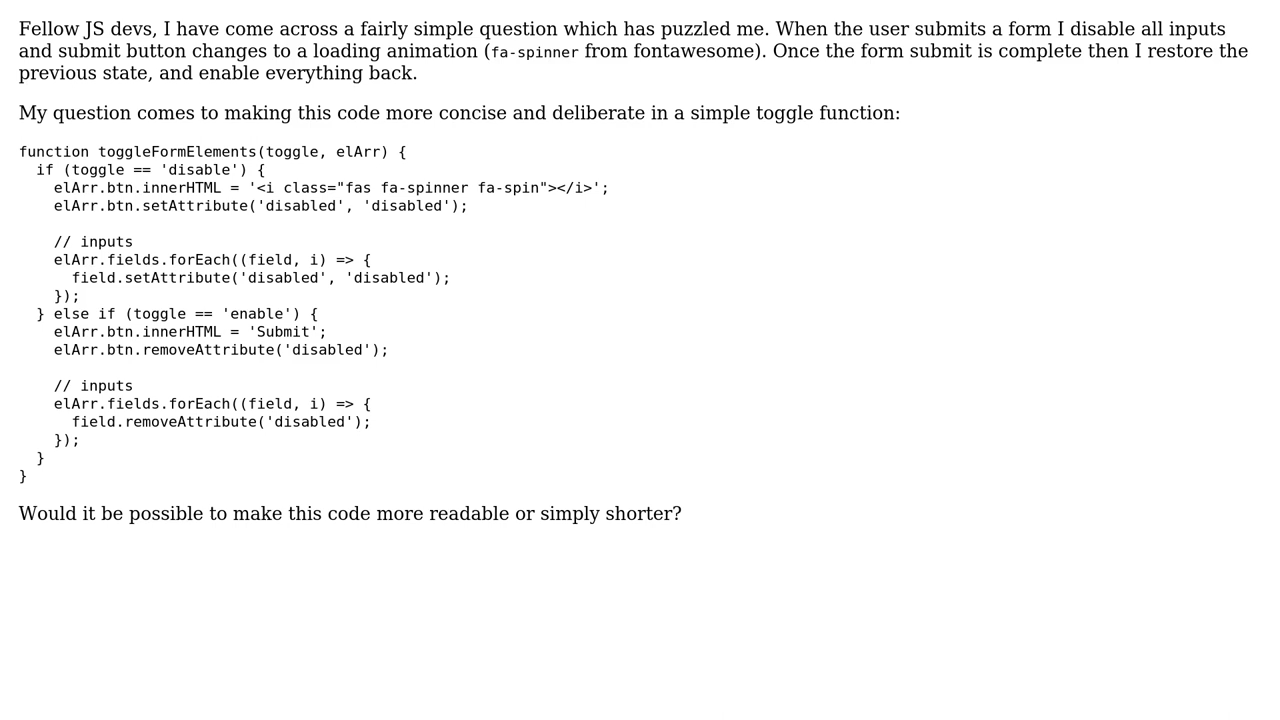 Fellow JS devs, I have come across a fairly simple question which has puzzled me. When the user submits a form I disable all inputs
and submit button changes to a loading animation (fa-spinner from fontawesome). Once the form submit is complete then I restore the
previous state, and enable everything back.
My question comes to making this code more concise and deliberate in a simple toggle function:
function toggleFormElements(toggle, elArr) {
  if (toggle == 'disable') {
    elArr.btn.innerHTML = '<i class="fas fa-spinner fa-spin"></i>';
    elArr.btn.setAttribute('disabled', 'disabled');

    // inputs
    elArr.fields.forEach((field, i) => {
      field.setAttribute('disabled', 'disabled');
    });
  } else if (toggle == 'enable') {
    elArr.btn.innerHTML = 'Submit';
    elArr.btn.removeAttribute('disabled');

    // inputs
    elArr.fields.forEach((field, i) => {
      field.removeAttribute('disabled');
    });
  }
}
Would it be possible to make this code more readable or simply shorter?